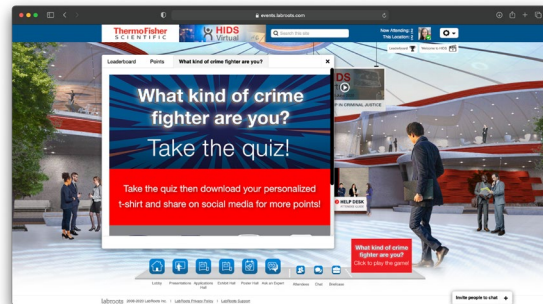 events.labroots.com
ThermoFisher
SCIENTIFIC
HIDS
Virtual
Search this site
Now Attending:
This Location:
Leaderboard
Welcome to HIDS
Leaderboard
Points
What kind of crime fighter are you?
What kind of crime
fighter are you?
Take the quiz!
Take the quiz then download your personalized
t-shirt and share on social media for more points!
DS
P IN CRIMINAL JUSTICE
HELP DESK
What kind of crime
fighter are you?
Click to play the game!
Lobby
Presentations
Applications
Hall
Exhibit Hall
Poster Hall
Ask an Expert
Attendees
Chat
Briefcase
labroots
LabRoots Privacy Policy
LabRoots Support
Invite people to chat +